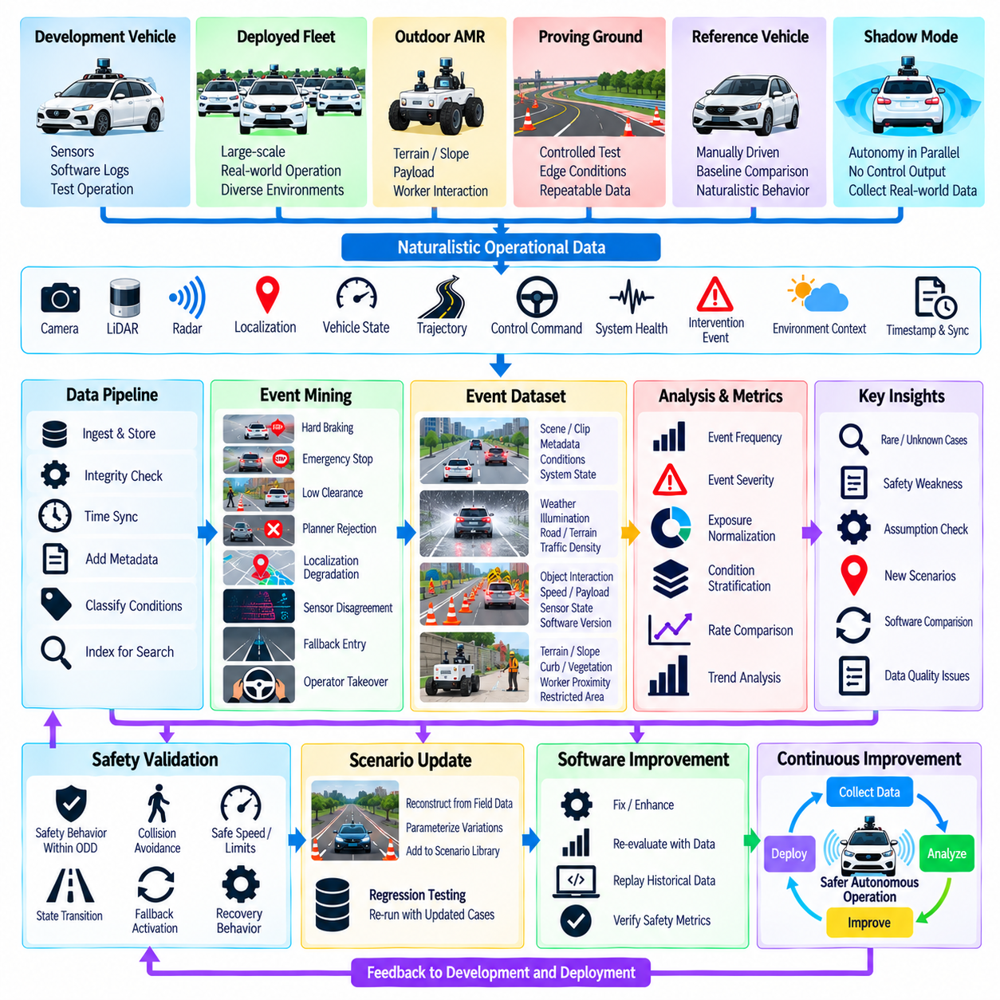 Development Vehicle
Sensors
Software Logs
Test Operation
Deployed Fleet
Large-scale
Real-world Operation
Diverse Environments
Outdoor AMR
Terrain / Slope
Payload
Worker Interaction
Proving Ground
Controlled Test
Edge Conditions
Repeatable Data
Reference Vehicle
Manually Driven
Baseline Comparison
Naturalistic Behavior
Shadow Mode
Autonomy in Parallel
No Control Output
Collect Real-world Data
Naturalistic Operational Data
Camera
LiDAR
Radar
Localization
Vehicle State
Trajectory
Control Command
System Health
Intervention
Event
Environment Context
Timestamp & Sync
Data Pipeline
Ingest & Store
Integrity Check
Time Sync
Add Metadata
Classify Conditions
Index for Search
Event Mining
Hard Braking
Emergency Stop
Low Clearance
Planner Rejection
Localization
Degradation
Sensor Disagreement
Fallback Entry
Operator Takeover
Event Dataset
Scene / Clip
Metadata
Conditions
System State
Weather
Illumination
Road / Terrain
Traffic Density
Object Interaction
Speed / Payload
Sensor State
Software Version
Terrain / Slope
Curb / Vegetation
Worker Proximity
Restricted Area
Analysis & Metrics
Event Frequency
Event Severity
Exposure
Normalization
Condition
Stratification
Rate Comparison
Trend Analysis
Key Insights
Rare / Unknown Cases
Safety Weakness
Assumption Check
New Scenarios
Software Comparision
Data Quality Issues
Safety Validation
Safety Behavior
Within ODD
Collision
Avoidance
Safe Speed /
Limits
State Transition
Fallback
Activation
Recovery
Behavior
Scenario Update
Reconstruct from Field Data
Parameterize Variations
Add to Scenario Library
Regression Testing
Re-run with Updated Cases
Software Improvement
Fix / Enhance
Re-evaluate with Data
</>
Replay Historical Data
Verify Safety Metrics
Continuous Improvement
Collect Data
Deploy
Analyze
Safer Autonomous
Operation
Improve
Feedback to Development and Deployment